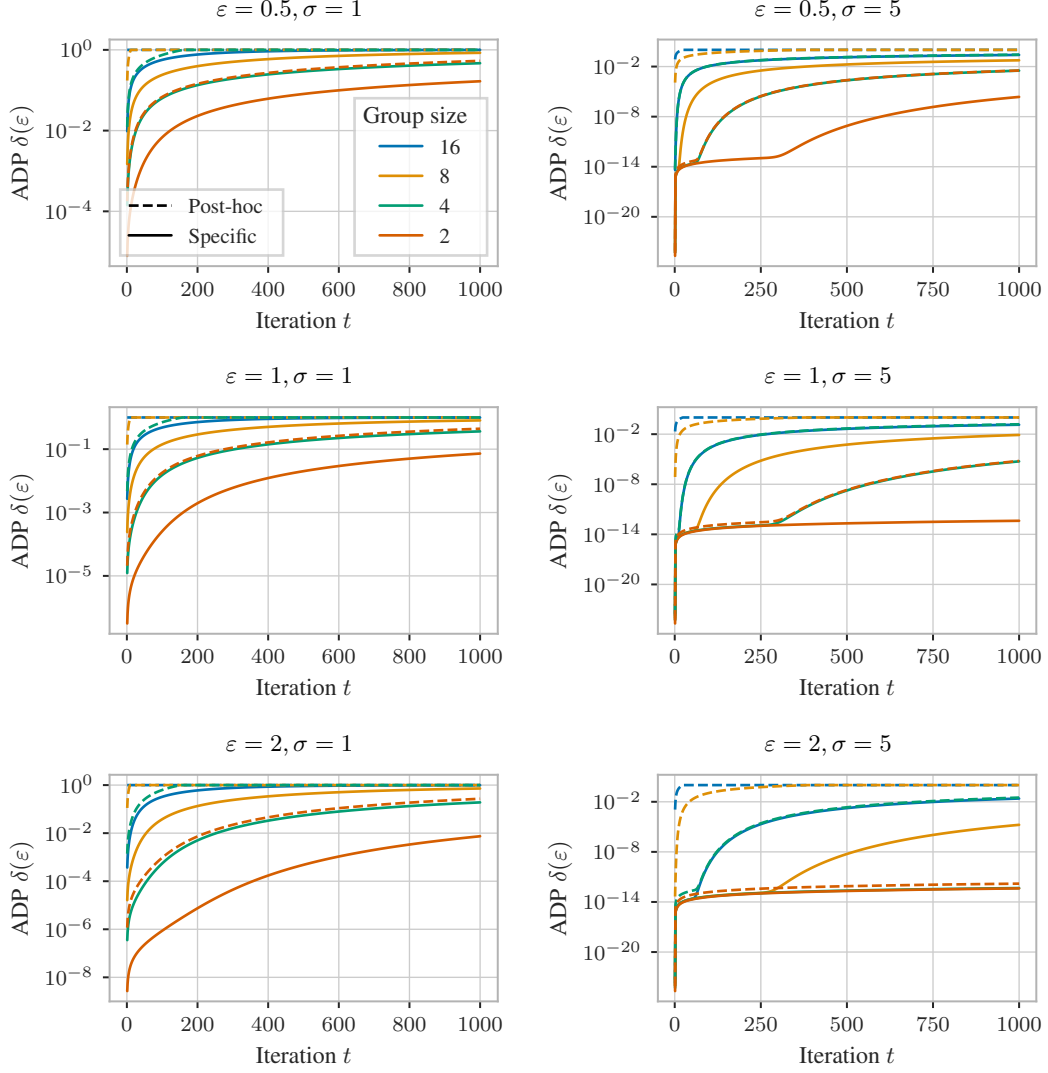 ε = 0.5, σ = 1
ADP δ(ε)
10⁰
10⁻²
10⁻⁴
Group size
16
8
4
2
Post-hoc
Specific
0 200 400 600 800 1000
Iteration t
ε = 0.5, σ = 5
ADP δ(ε)
10⁻²
10⁻⁸
10⁻¹⁴
10⁻²⁰
0 250 500 750 1000
Iteration t
ε = 1, σ = 1
ADP δ(ε)
10⁻¹
10⁻³
10⁻⁵
0 200 400 600 800 1000
Iteration t
ε = 1, σ = 5
ADP δ(ε)
10⁻²
10⁻⁸
10⁻¹⁴
10⁻²⁰
0 250 500 750 1000
Iteration t
ε = 2, σ = 1
ADP δ(ε)
10⁰
10⁻²
10⁻⁴
10⁻⁶
10⁻⁸
0 200 400 600 800 1000
Iteration t
ε = 2, σ = 5
ADP δ(ε)
10⁻²
10⁻⁸
10⁻¹⁴
10⁻²⁰
0 250 500 750 1000
Iteration t